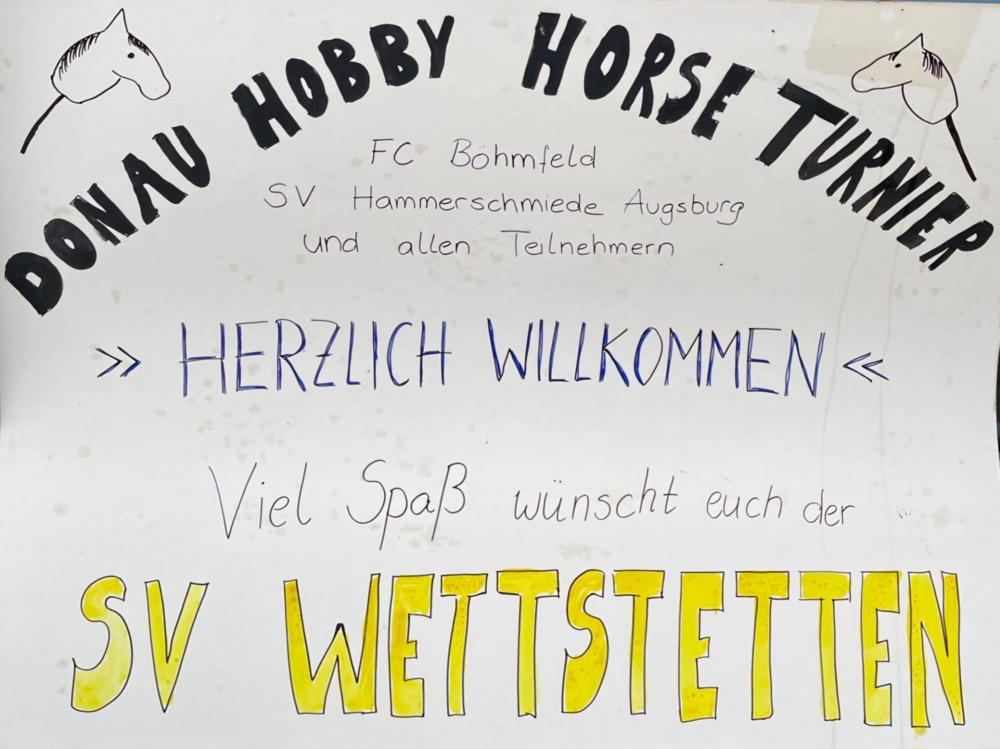 DONAU HOBBY HORSE TURNIER
FC Böhmfeld
SV Hammerschmiede Augsburg
und allen Teilnehmern
>> HERZLICH WILLKOMMEN <<
Viel Spaß wünscht euch der
SV WETTSTETTEN